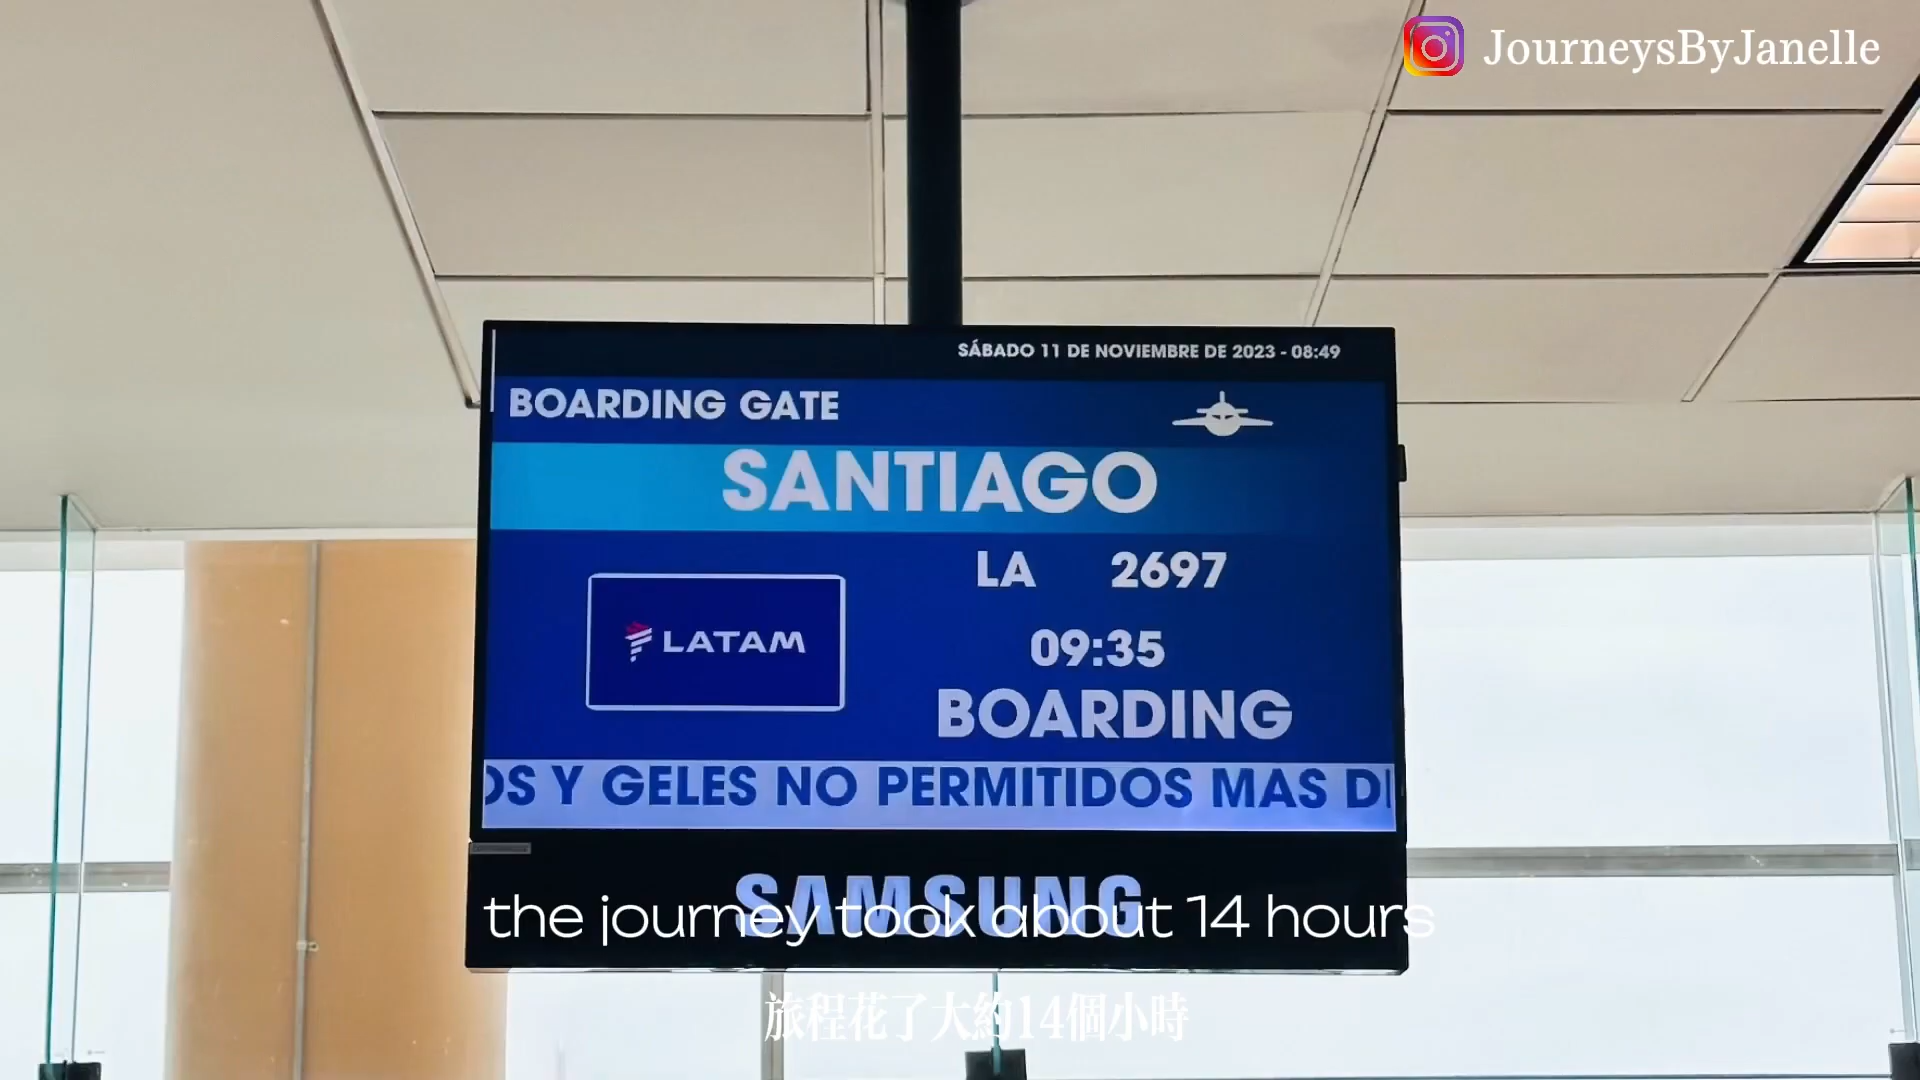 JourneysByJanelle
SÁBADO 11 DE NOVIEMBRE DE 2023 - 08:49
BOARDING GATE
SANTIAGO
LA 2697
LATAM
09:35
BOARDING
OS Y GELES NO PERMITIDOS MAS D
SAMSUNG
the journey took about 14 hours
旅程花了大約14個小時